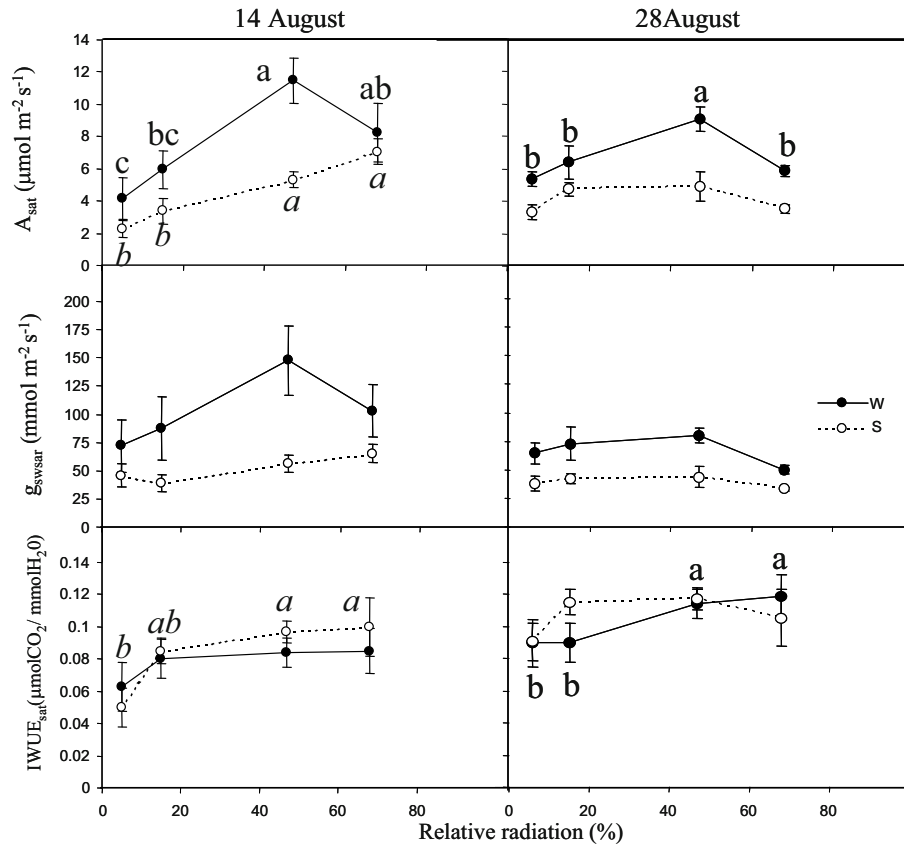 14 August
28August
14
12
10
8
6
4
2
0
A_sat (μmol m⁻² s⁻¹)
c
bc
a
ab
b
b
a
a
b
b
a
b
200
175
150
125
100
75
50
25
0
g_swsar (mmol m⁻² s⁻¹)
W
S
0.14
0.12
0.1
0.08
0.06
0.04
0.02
0
IWUE_sat(μmolCO₂/ mmolH₂0)
b
ab
a
a
b
b
a
a
0
20
40
60
80
0
20
40
60
80
Relative radiation (%)